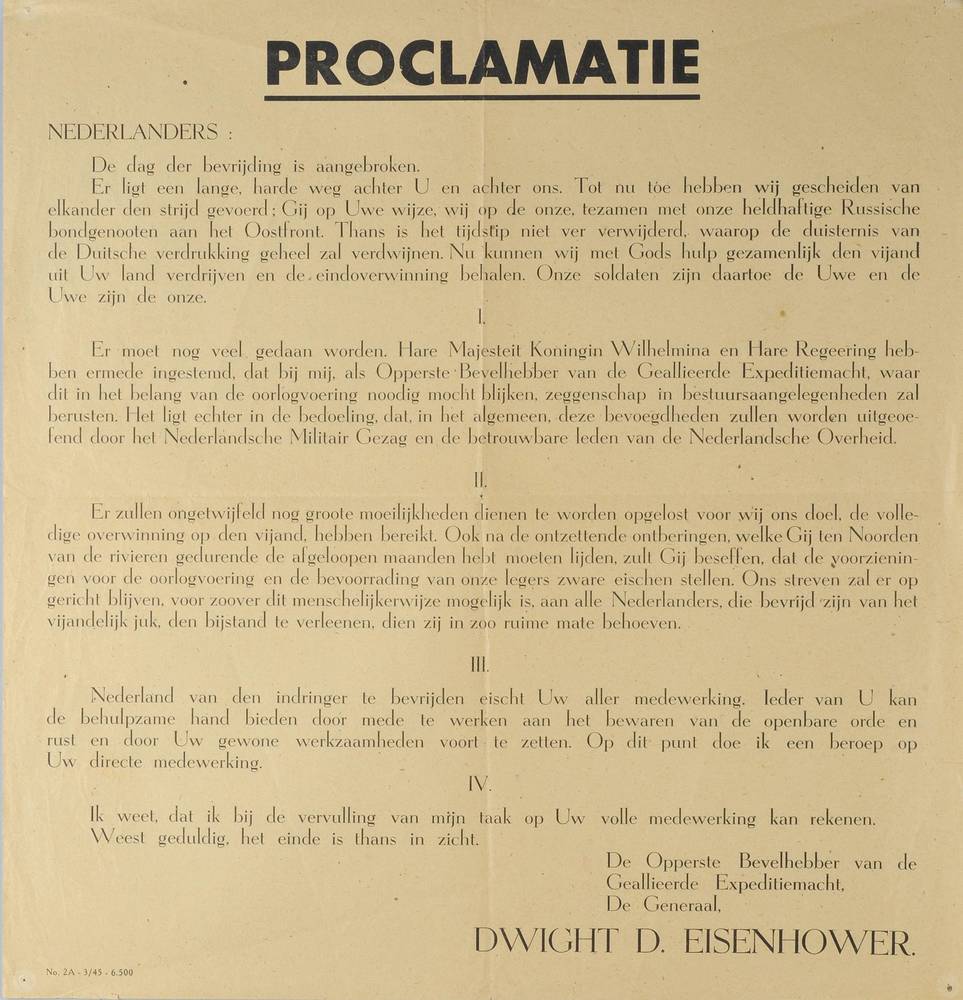 PROCLAMATIE
NEDERLANDERS :
De dag der bevrijding is aangebroken.
Er ligt een lange, harde weg achter U en achter ons. Tot nu toe hebben wij gescheiden van
elkander den strijd gevoerd; Gij op Uwe wijze, wij op de onze, tezamen met onze heldhaftige Russische
bondgenooten aan het Oostfront. Thans is het tijdstip niet ver verwijderd, waarop de duisternis van
de Duitsche verdrukking geheel zal verdwijnen. Nu kunnen wij met Gods hulp gezamenlijk den vijand
uit Uw land verdrijven en de eindoverwinning behalen. Onze soldaten zijn daartoe de Uwe en de
Uwe zijn de onze.
I.
Er moet nog veel gedaan worden. Hare Majesteit Koningin Wilhelmina en Hare Regeering heb-
ben ermede ingestemd, dat bij mij, als Opperste Bevelhebber van de Geallieerde Expeditiemacht, waar
dit in het belang van de oorlogvoering noodig mocht blijken, zeggenschap in bestuursaangelegenheden zal
berusten. Het ligt echter in de bedoeling, dat, in het algemeen, deze bevoegdheden zullen worden uitgeoe-
fend door het Nederlandsche Militair Gezag en de betrouwbare leden van de Nederlandsche Overheid.
II.
Er zullen ongetwijfeld nog groote moeilijkheden dienen te worden opgelost voor wij ons doel, de volle-
dige overwinning op den vijand, hebben bereikt. Ook na de ontzettende ontberingen, welke Gij ten Noorden
van de rivieren gedurende de afgeloopen maanden hebt moeten lijden, zult Gij beseffen, dat de voorzienin-
gen voor de oorlogvoering en de bevoorrading van onze legers zware eischen stellen. Ons streven zal er op
gericht blijven, voor zoover dit menschelijkerwijze mogelijk is, aan alle Nederlanders, die bevrijd zijn van het
vijandelijk juk, den bijstand te verleenen, dien zij in zoo ruime mate behoeven.
III.
Nederland van den indringer te bevrijden eischt Uw aller medewerking. Ieder van U kan
de behulpzame hand bieden door mede te werken aan het bewaren van de openbare orde en
rust en door Uw gewone werkzaamheden voort te zetten. Op dit punt doe ik een beroep op
Uw directe medewerking.
IV.
Ik weet, dat ik bij de vervulling van mijn taak op Uw volle medewerking kan rekenen.
Weest geduldig, het einde is thans in zicht.
De Opperste Bevelhebber van de
Geallieerde Expeditiemacht,
De Generaal,
DWIGHT D. EISENHOWER.
No. 2A - 3/45 - 6.500